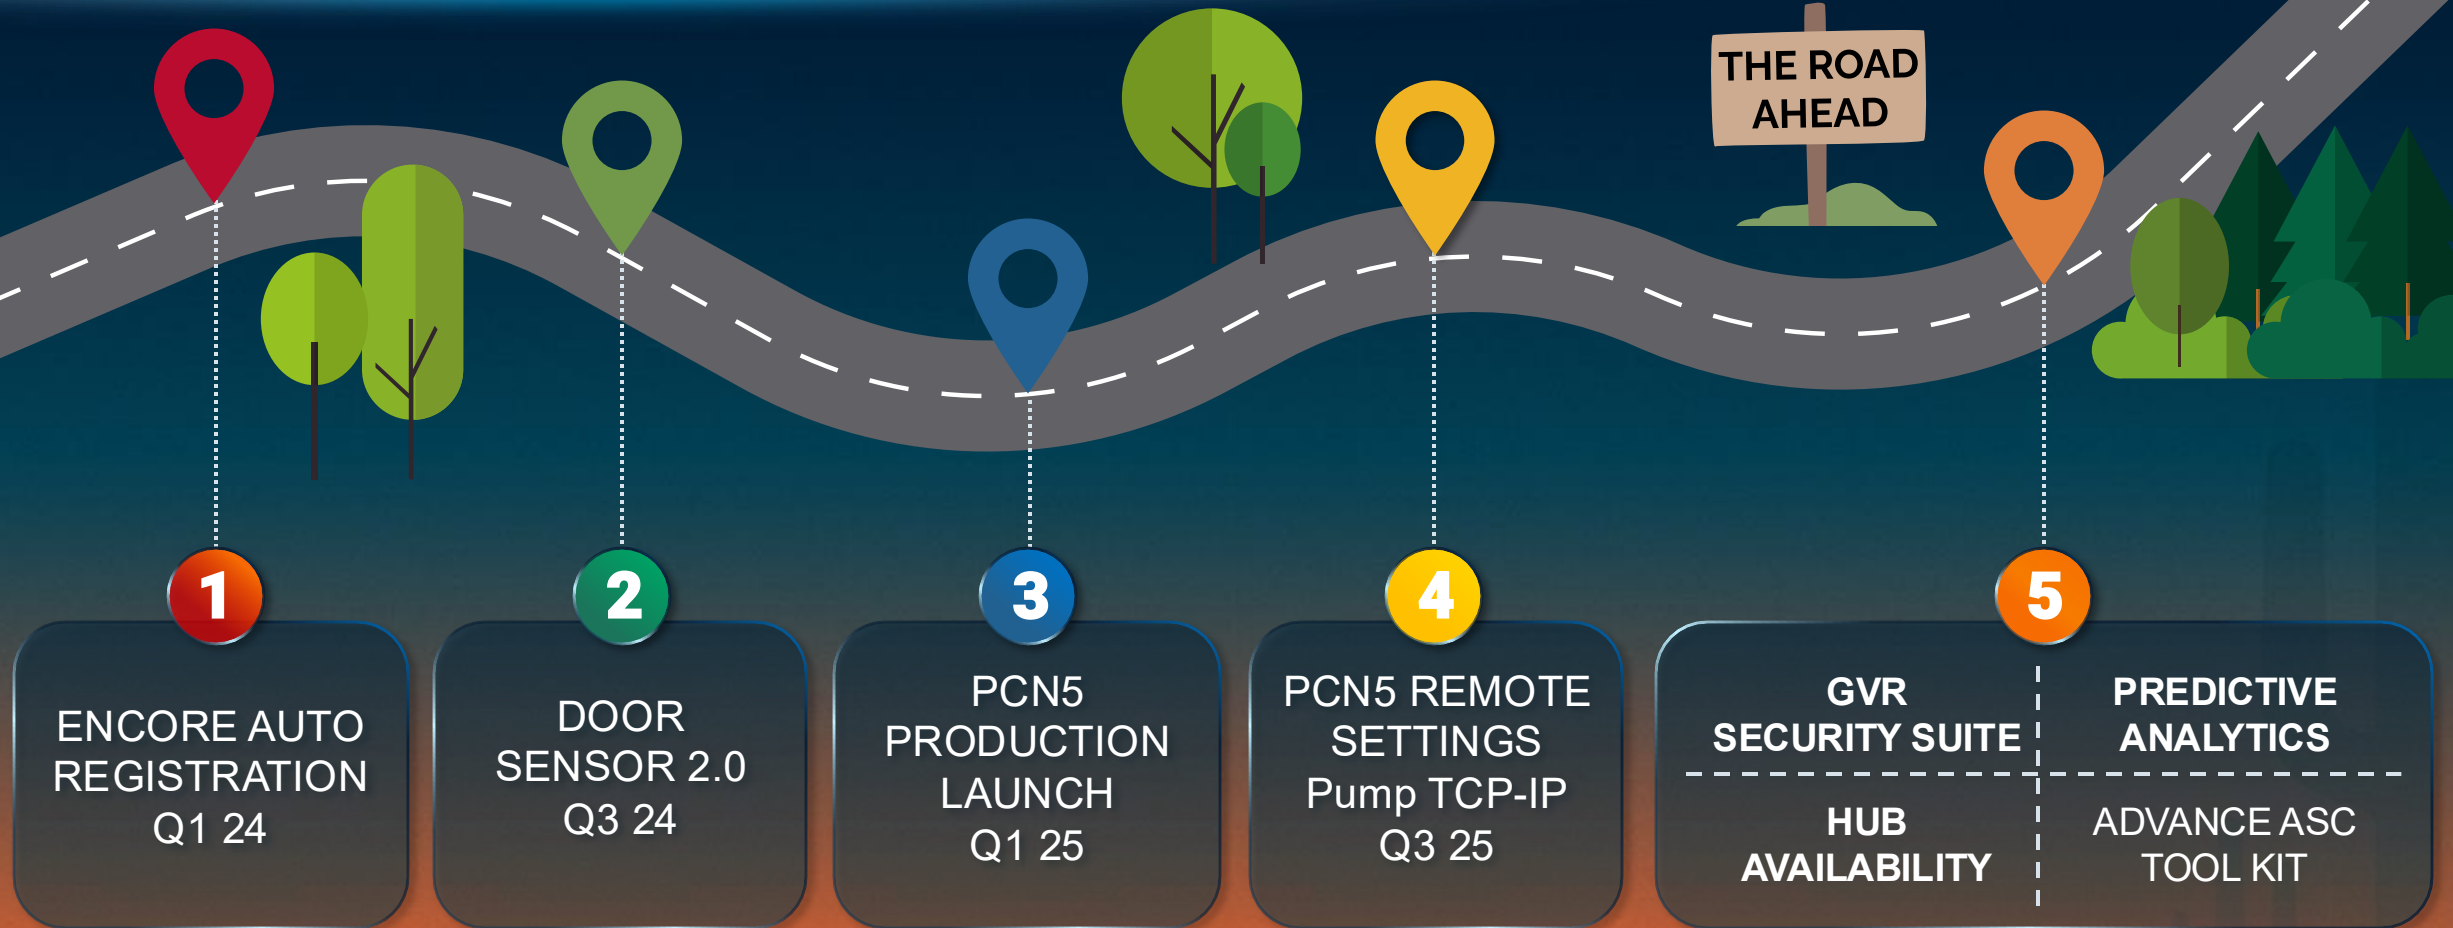 THE ROAD
AHEAD
1
ENCORE AUTO
REGISTRATION
Q1 24
2
DOOR
SENSOR 2.0
Q3 24
3
PCN5
PRODUCTION
LAUNCH
Q1 25
4
PCN5 REMOTE
SETTINGS
Pump TCP-IP
Q3 25
5
GVR
SECURITY SUITE
PREDICTIVE
ANALYTICS
HUB
AVAILABILITY
ADVANCE ASC
TOOL KIT